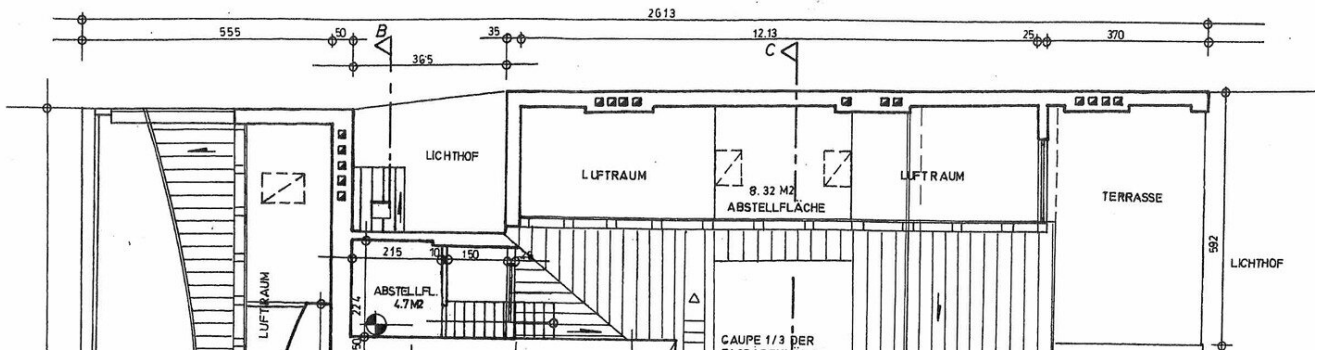 2613
555
50
B
35
12.13
25
370
C
365
LICHTHOF
LUFTRAUM
8.32 M2
ABSTELLFLÄCHE
LUFTRAUM
TERRASSE
592
LICHTHOF
215
10
150
ABSTELLFL.
4.7M2
224
50
LUFTRAUM
GAUPE 1/3 DER